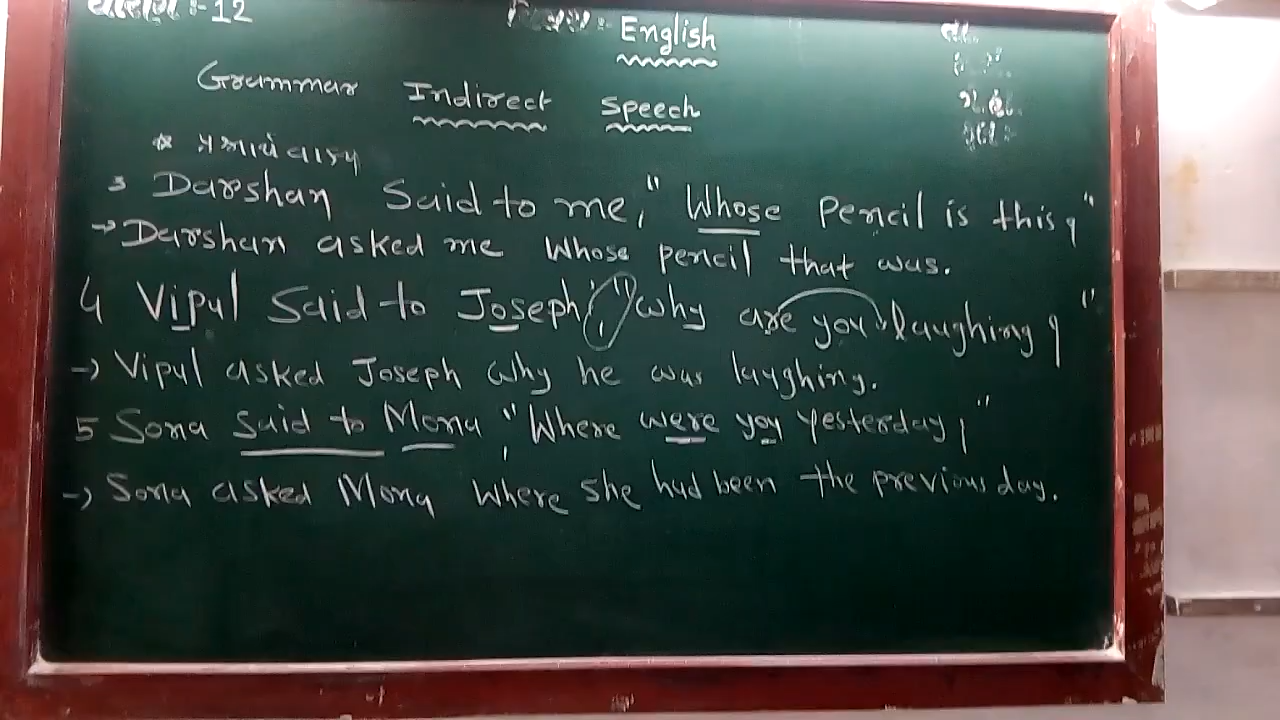 ધોરણ :- 12 વિષય :- English
Grammar Indirect Speech
* પ્રશ્નાર્થ વાક્ય
3 Darshan Said to me, "Whose Pencil is this?"
→ Darshan asked me whose pencil that was.
4 Vipul Said to Joseph, "Why are you laughing?"
→ Vipul asked Joseph why he was laughing.
5 Sona Said to Mona, "Where were you yesterday?"
→ Sona asked Mona where she had been the previous day.